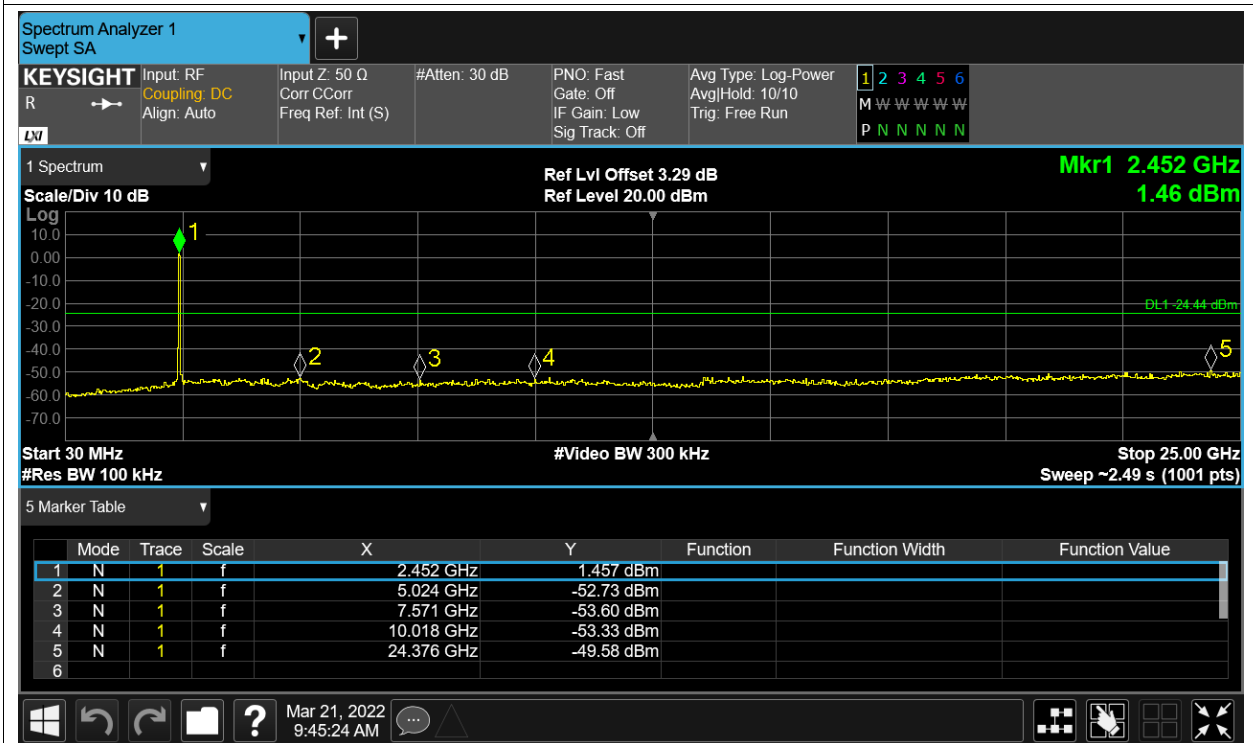 Spectrum Analyzer 1
Swept SA
+
KEYSIGHT Input: RF Input Z: 50 Ω #Atten: 30 dB PNO: Fast Avg Type: Log-Power 1 2 3 4 5 6
R Coupling: DC Corr CCorr Gate: Off Avg|Hold: 10/10 M W W W W W
Align: Auto Freq Ref: Int (S) IF Gain: Low Trig: Free Run
LXI Sig Track: Off P N N N N N
1 Spectrum Ref Lvl Offset 3.29 dB Mkr1 2.452 GHz
Scale/Div 10 dB Ref Level 20.00 dBm 1.46 dBm
Log
10.0 1
0.00
-10.0
-20.0 DL1 -24.44 dBm
-30.0
-40.0 2 3 4 5
-50.0
-60.0
-70.0
Start 30 MHz #Video BW 300 kHz Stop 25.00 GHz
#Res BW 100 kHz Sweep ~2.49 s (1001 pts)
5 Marker Table
Mode Trace Scale X Y Function Function Width Function Value
1 N 1 f 2.452 GHz 1.457 dBm
2 N 1 f 5.024 GHz -52.73 dBm
3 N 1 f 7.571 GHz -53.60 dBm
4 N 1 f 10.018 GHz -53.33 dBm
5 N 1 f 24.376 GHz -49.58 dBm
6
? Mar 21, 2022
9:45:24 AM